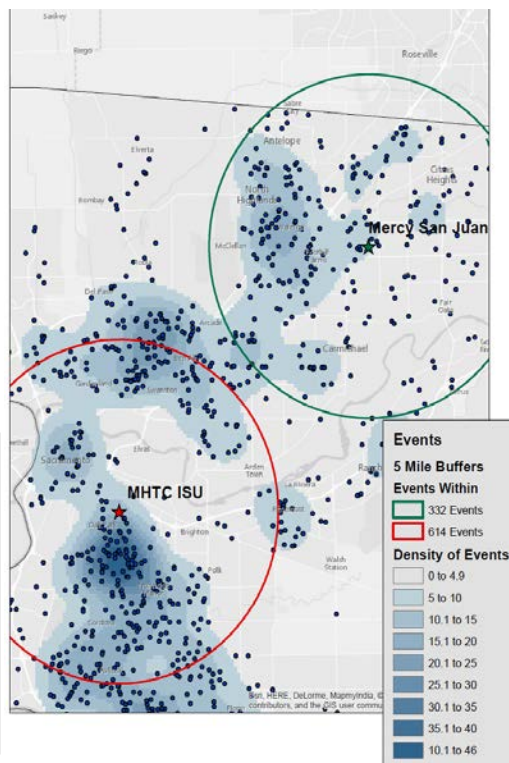 Sankey
Riego
Roseville
Antelope
Elverta
Citrus
Heights
North
Highlands
Bombay
Mercy San Juan
McClellan
Fair
Oaks
Del Paso
Arcade
Carmichael
Sacramento
MHTC ISU
Arden
Town
La Riviera
Brighton
Walsh
Station
Polk
Esri, HERE, DeLorme, MapmyIndia, ©
contributors, and the GIS user commu
Events
5 Mile Buffers
Events Within
332 Events
614 Events
Density of Events
0 to 4.9
5 to 10
10.1 to 15
15.1 to 20
20.1 to 25
25.1 to 30
30.1 to 35
35.1 to 40
10.1 to 46